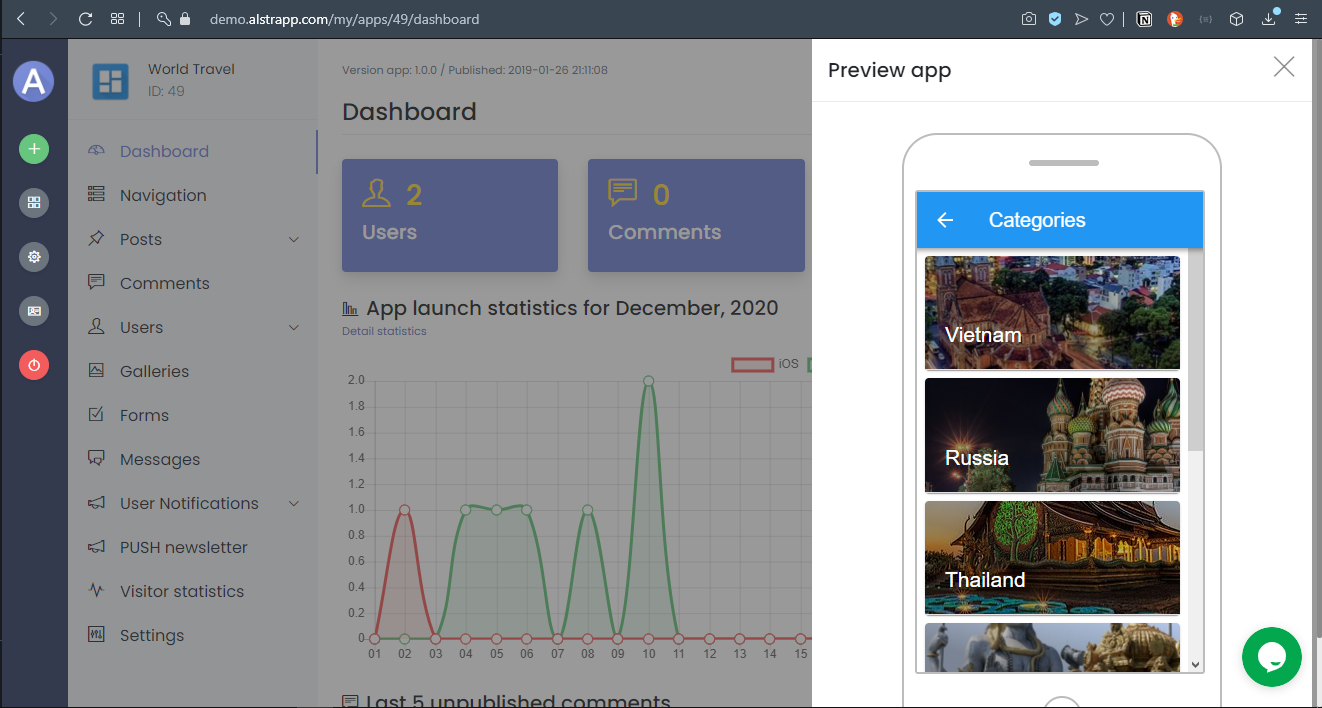 demo.alstrapp.com/my/apps/49/dashboard
A
World Travel
ID: 49
Dashboard
Navigation
Posts
Comments
Users
Galleries
Forms
Messages
User Notifications
PUSH newsletter
Visitor statistics
Settings
Version app: 1.0.0 / Published: 2019-01-26 21:11:08
Dashboard
2
Users
0
Comments
App launch statistics for December, 2020
Detail statistics
iOS
2.0
1.8
1.6
1.4
1.2
1.0
0.8
0.6
0.4
0.2
0
01 02 03 04 05 06 07 08 09 10 11 12 13 14 15
Last 5 unpublished comments
Preview app
Categories
Vietnam
Russia
Thailand